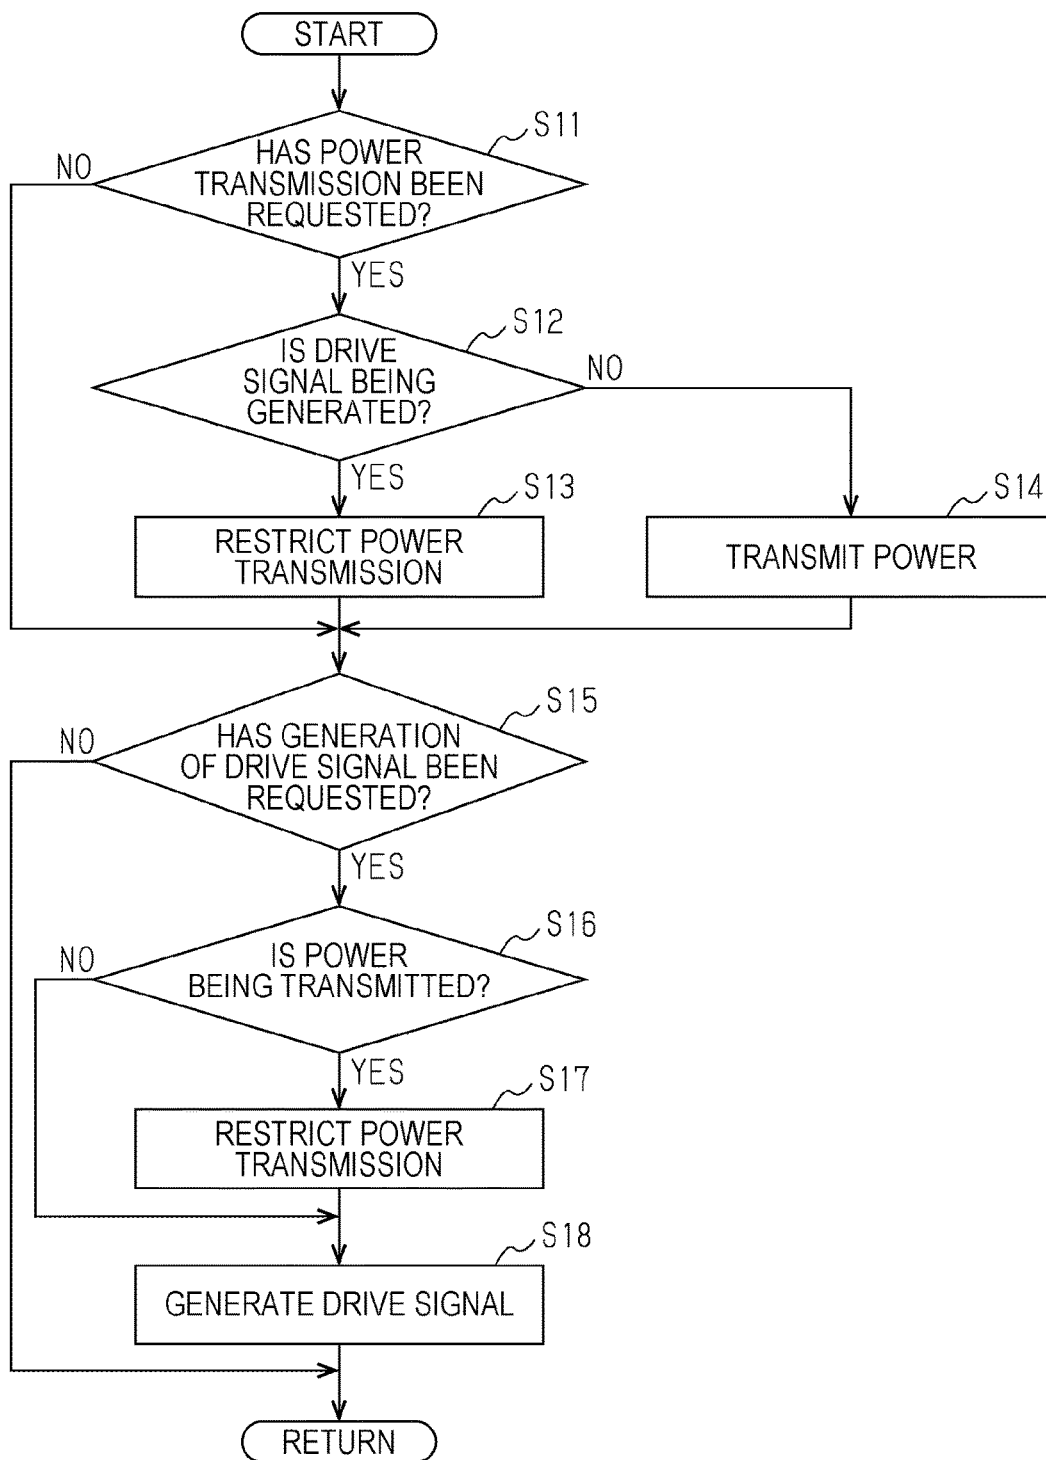 START
S11
HAS POWER
TRANSMISSION BEEN
REQUESTED?
NO
YES
S12
IS DRIVE
SIGNAL BEING
GENERATED?
NO
YES
S13
RESTRICT POWER
TRANSMISSION
S14
TRANSMIT POWER
S15
HAS GENERATION
OF DRIVE SIGNAL BEEN
REQUESTED?
NO
YES
S16
IS POWER
BEING TRANSMITTED?
NO
YES
S17
RESTRICT POWER
TRANSMISSION
S18
GENERATE DRIVE SIGNAL
RETURN